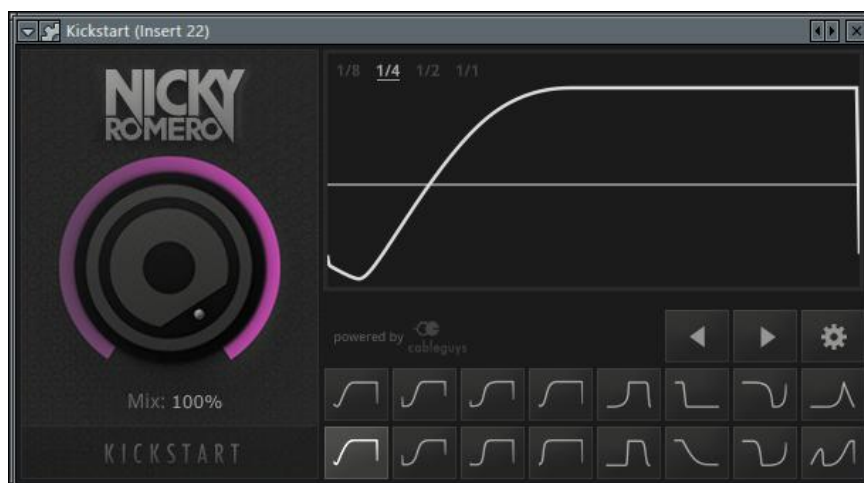 Kickstart (Insert 22)
NICKY
ROMERO
1/8 1/4 1/2 1/1
powered by cableguys
Mix: 100%
KICKSTART